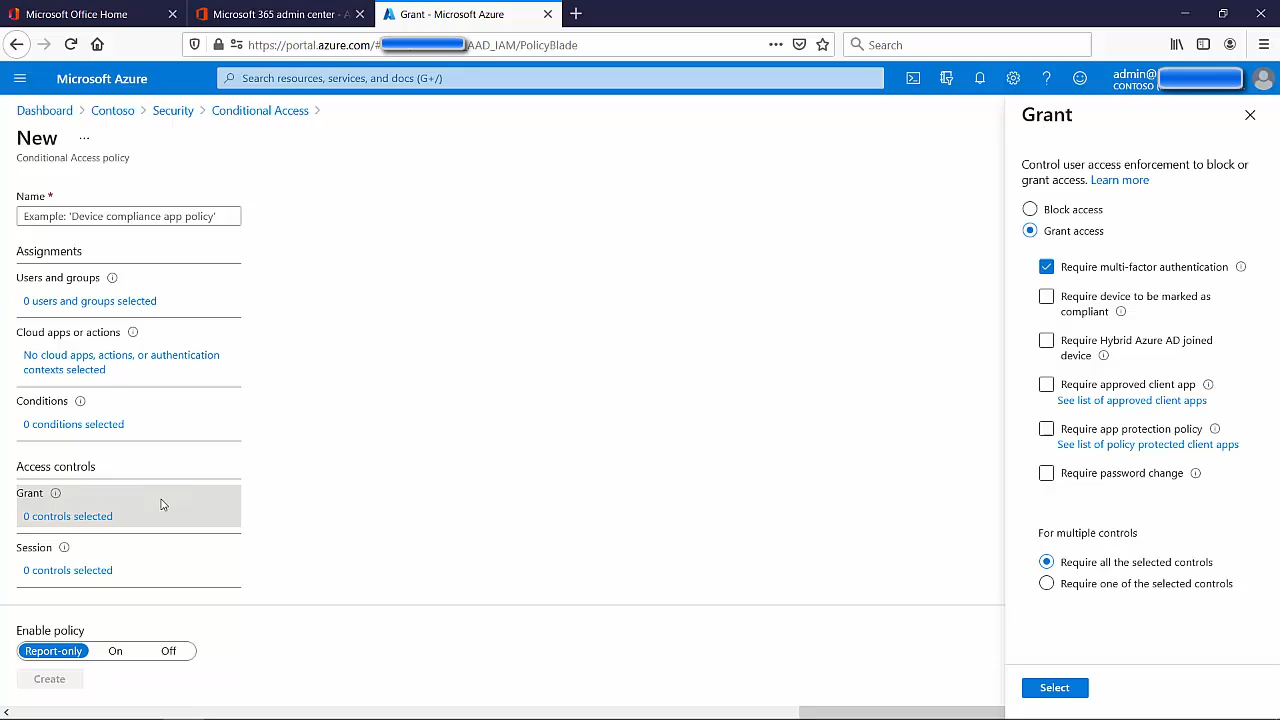 Microsoft Office Home
Microsoft 365 admin center - A
Grant - Microsoft Azure
https://portal.azure.com/#
AAD_IAM/PolicyBlade
Search
Microsoft Azure
Search resources, services, and docs (G+/)
admin@
CONTOSO (
Dashboard > Contoso > Security > Conditional Access >
New ...
Conditional Access policy
Name *
Example: 'Device compliance app policy'
Assignments
Users and groups
0 users and groups selected
Cloud apps or actions
No cloud apps, actions, or authentication
contexts selected
Conditions
0 conditions selected
Access controls
Grant
0 controls selected
Session
0 controls selected
Enable policy
Report-only On Off
Create
Grant
Control user access enforcement to block or
grant access. Learn more
Block access
Grant access
Require multi-factor authentication
Require device to be marked as
compliant
Require Hybrid Azure AD joined
device
Require approved client app
See list of approved client apps
Require app protection policy
See list of policy protected client apps
Require password change
For multiple controls
Require all the selected controls
Require one of the selected controls
Select